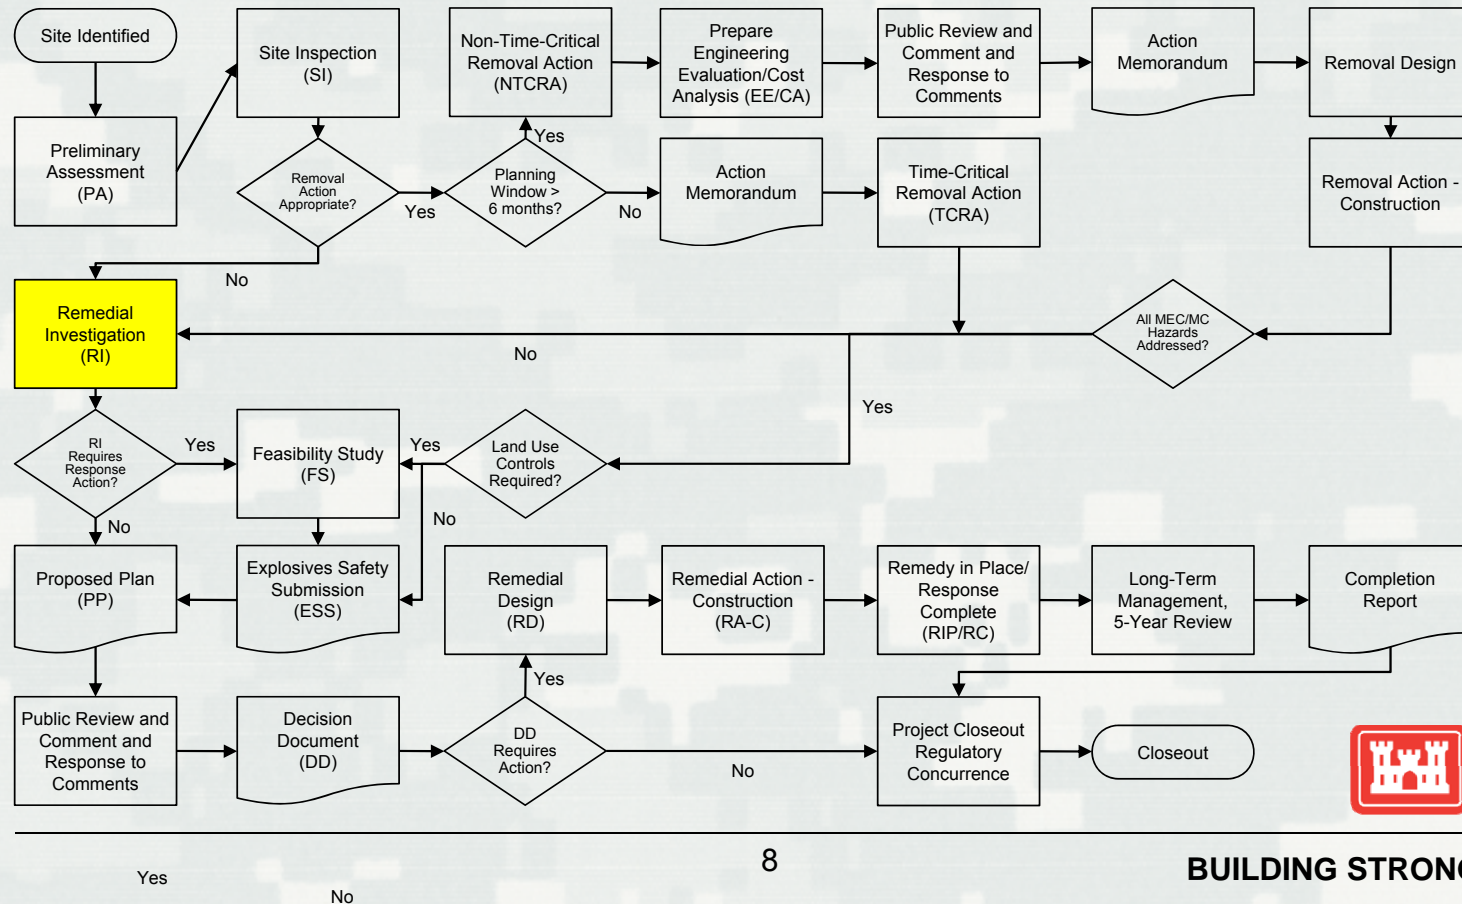 Site Identified
Site Inspection
(SI)
Non-Time-Critical
Removal Action
(NTCRA)
Prepare
Engineering
Evaluation/Cost
Analysis (EE/CA)
Public Review and
Comment and
Response to
Comments
Action
Memorandum
Removal Design
Preliminary
Assessment
(PA)
Removal
Action
Appropriate?
Yes
Planning
Window >
6 months?
Yes
No
Action
Memorandum
Time-Critical
Removal Action
(TCRA)
Removal Action -
Construction
No
Remedial
Investigation
(RI)
No
All MEC/MC
Hazards
Addressed?
Yes
RI
Requires
Response
Action?
Yes
Feasibility Study
(FS)
Yes
Land Use
Controls
Required?
No
No
Proposed Plan
(PP)
Explosives Safety
Submission
(ESS)
Remedial
Design
(RD)
Remedial Action -
Construction
(RA-C)
Remedy in Place/
Response
Complete
(RIP/RC)
Long-Term
Management,
5-Year Review
Completion
Report
Yes
Public Review and
Comment and
Response to
Comments
Decision
Document
(DD)
DD
Requires
Action?
No
Project Closeout
Regulatory
Concurrence
Closeout
8
BUILDING STRONG
Yes
No